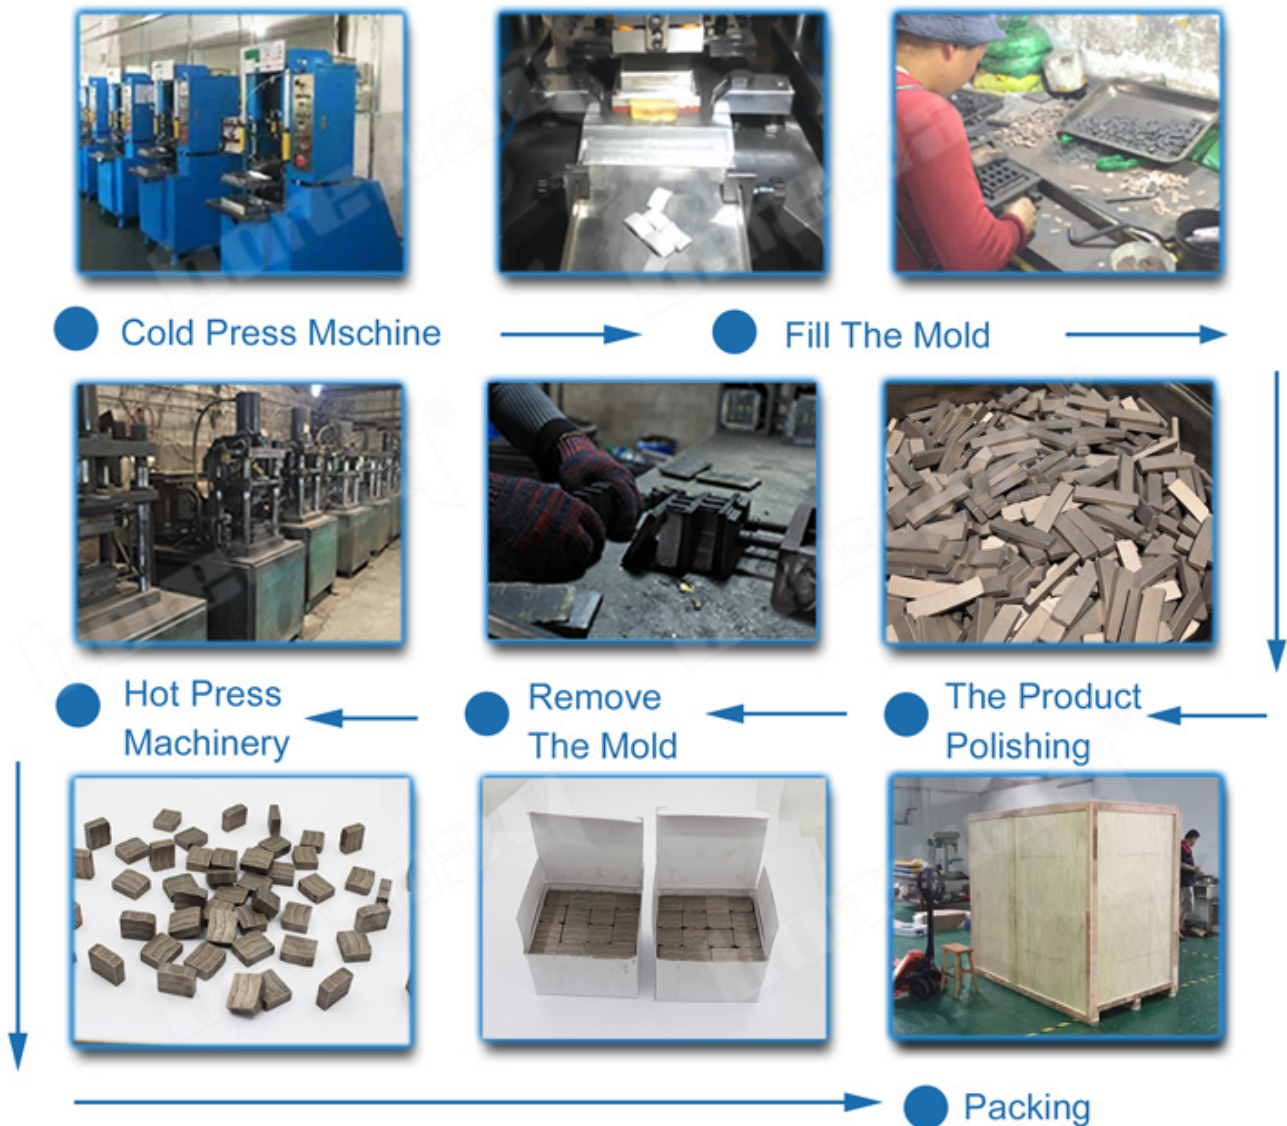 Cold Press Mschine
Fill The Mold
Hot Press
Machinery
Remove
The Mold
The Product
Polishing
Packing